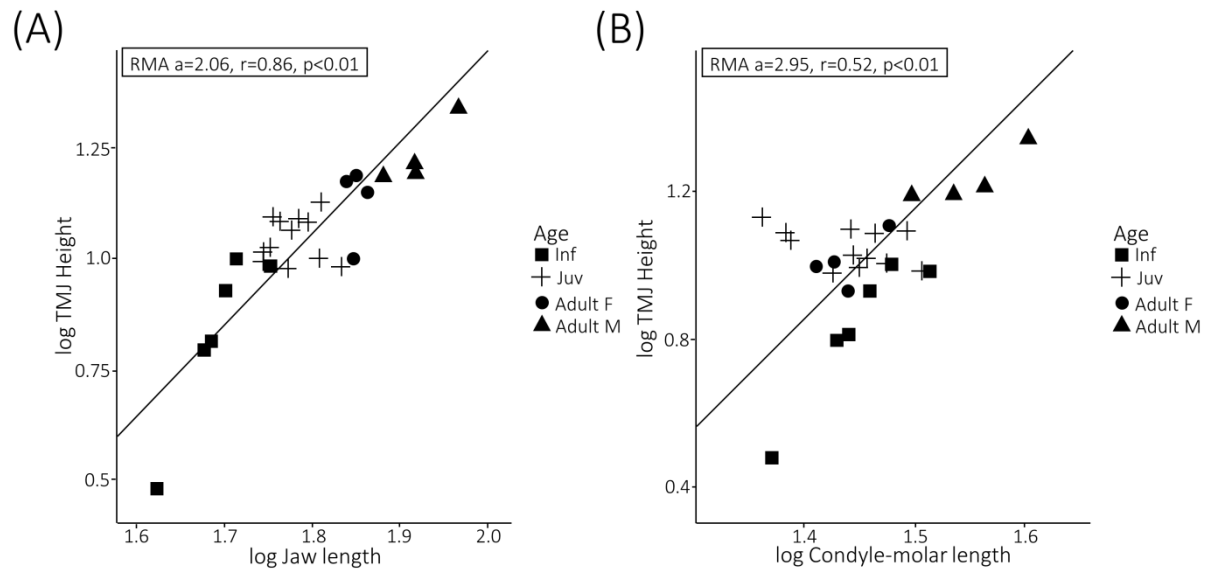 (A)
RMA a=2.06, r=0.86, p<0.01
log TMJ Height
1.25
1.0
0.75
0.5
1.6 1.7 1.8 1.9 2.0
log Jaw length
Age
Inf
Juv
Adult F
Adult M
(B)
RMA a=2.95, r=0.52, p<0.01
log TMJ Height
1.2
0.8
0.4
1.4 1.5 1.6
log Condyle-molar length
Age
Inf
Juv
Adult F
Adult M